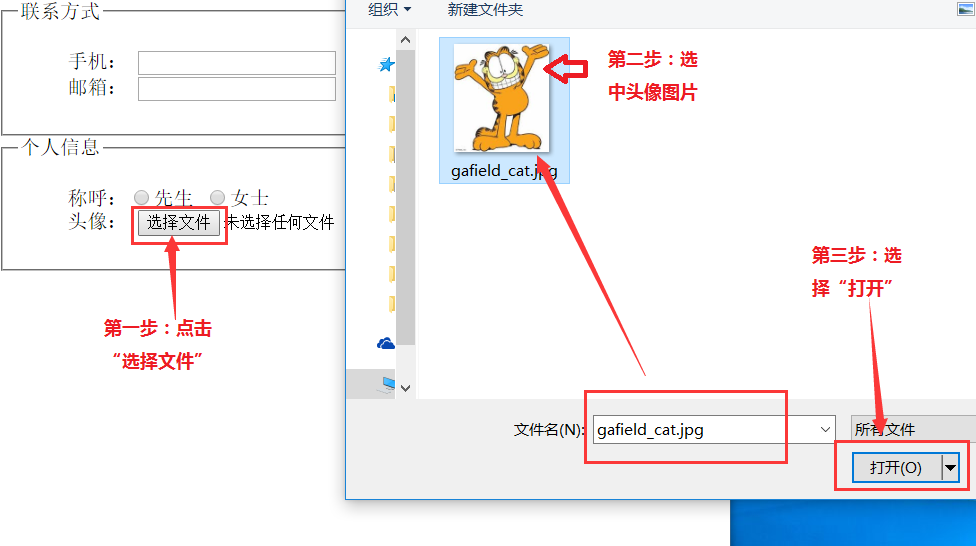 联系方式
手机：
邮箱：
个人信息
称呼： 先生 女士
头像： 选择文件 未选择任何文件
第一步：点击
“选择文件”
组织 新建文件夹
gafield_cat.jpg
第二步：选
中头像图片
第三步：选
择“打开”
文件名(N): gafield_cat.jpg 所有文件
打开(O)